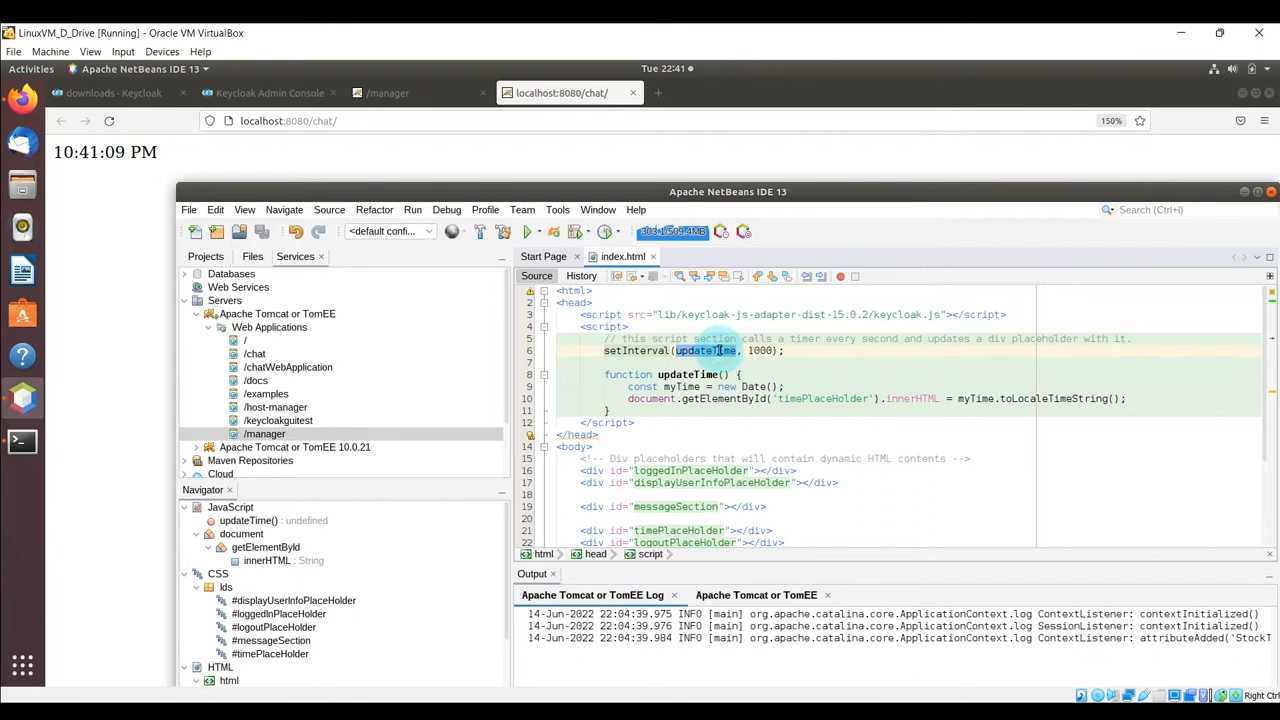 LinuxVM_D_Drive [Running] - Oracle VM VirtualBox
File Machine View Input Devices Help
Activities Apache NetBeans IDE 13 Tue 22:41
downloads - Keycloak Keycloak Admin Console /manager localhost:8080/chat/
localhost:8080/chat/ 150%
10:41:09 PM
Apache NetBeans IDE 13
File Edit View Navigate Source Refactor Run Debug Profile Team Tools Window Help
Search (Ctrl+I)
<default confi... 303.1/509.4MB
Projects Files Services
Databases
Web Services
Servers
Apache Tomcat or TomEE
Web Applications
/
/chat
/chatWebApplication
/docs
/examples
/host-manager
/keycloakguitest
/manager
Apache Tomcat or TomEE 10.0.21
Maven Repositories
Cloud
Navigator
JavaScript
updateTime() : undefined
document
getElementById
innerHTML : String
CSS
Ids
#displayUserInfoPlaceHolder
#loggedInPlaceHolder
#logoutPlaceHolder
#messageSection
#timePlaceHolder
HTML
html
Start Page index.html
Source History
<html>
2 <head>
3 <script src="lib/keycloak-js-adapter-dist-15.0.2/keycloak.js"></script>
4 <script>
5 // this script section calls a timer every second and updates a div placeholder with it.
6 setInterval(updateTime, 1000);
7
8 function updateTime() {
9 const myTime = new Date();
10 document.getElementById('timePlaceHolder').innerHTML = myTime.toLocaleTimeString();
11 }
12 </script>
</head>
14 <body>
15 <!-- Div placeholders that will contain dynamic HTML contents -->
16 <div id="loggedInPlaceHolder"></div>
17 <div id="displayUserInfoPlaceHolder"></div>
18
19 <div id="messageSection"></div>
20
21 <div id="timePlaceHolder"></div>
22 <div id="logoutPlaceHolder"></div>
html head script
Output
Apache Tomcat or TomEE Log Apache Tomcat or TomEE
14-Jun-2022 22:04:39.975 INFO [main] org.apache.catalina.core.ApplicationContext.log ContextListener: contextInitialized()
14-Jun-2022 22:04:39.976 INFO [main] org.apache.catalina.core.ApplicationContext.log SessionListener: contextInitialized()
14-Jun-2022 22:04:39.984 INFO [main] org.apache.catalina.core.ApplicationContext.log ContextListener: attributeAdded('StockT
Right Ctrl